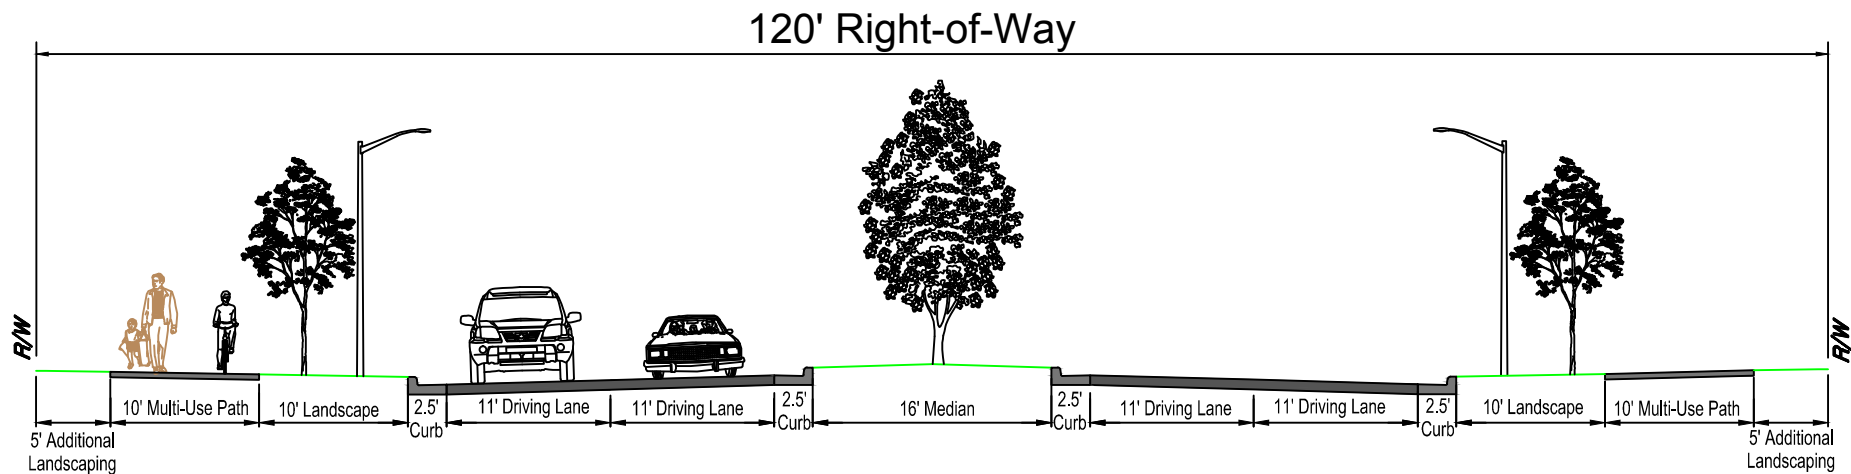 120' Right-of-Way
R/W
R/W
5' Additional
Landscaping
10' Multi-Use Path
10' Landscape
2.5'
Curb
11' Driving Lane
11' Driving Lane
2.5'
Curb
16' Median
2.5'
Curb
11' Driving Lane
11' Driving Lane
2.5'
Curb
10' Landscape
10' Multi-Use Path
5' Additional
Landscaping